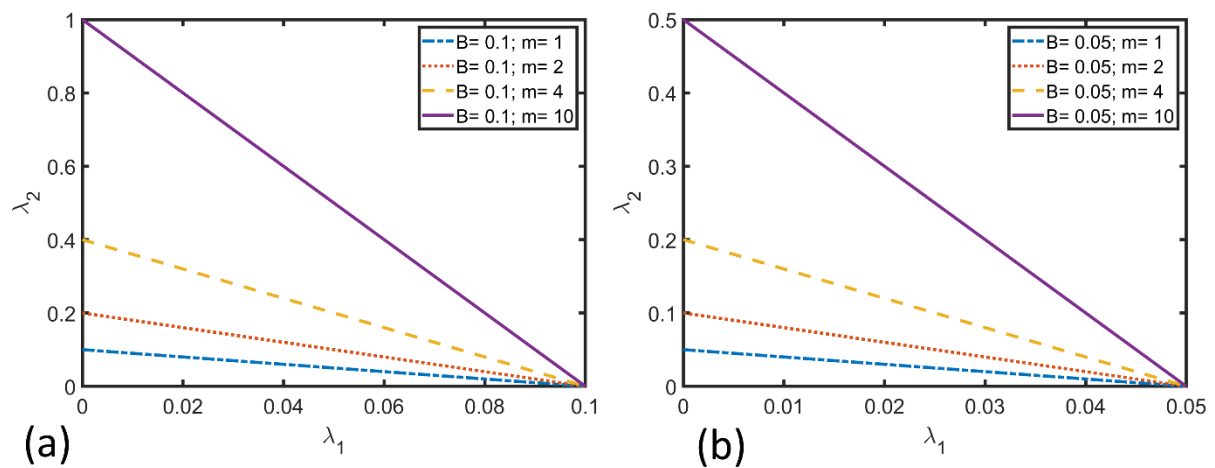 1
0.8
0.6
0.4
0.2
0
λ2
0 0.02 0.04 0.06 0.08 0.1
λ1
B= 0.1; m= 1
B= 0.1; m= 2
B= 0.1; m= 4
B= 0.1; m= 10
(a)
0.5
0.4
0.3
0.2
0.1
0
λ2
0 0.01 0.02 0.03 0.04 0.05
λ1
B= 0.05; m= 1
B= 0.05; m= 2
B= 0.05; m= 4
B= 0.05; m= 10
(b)